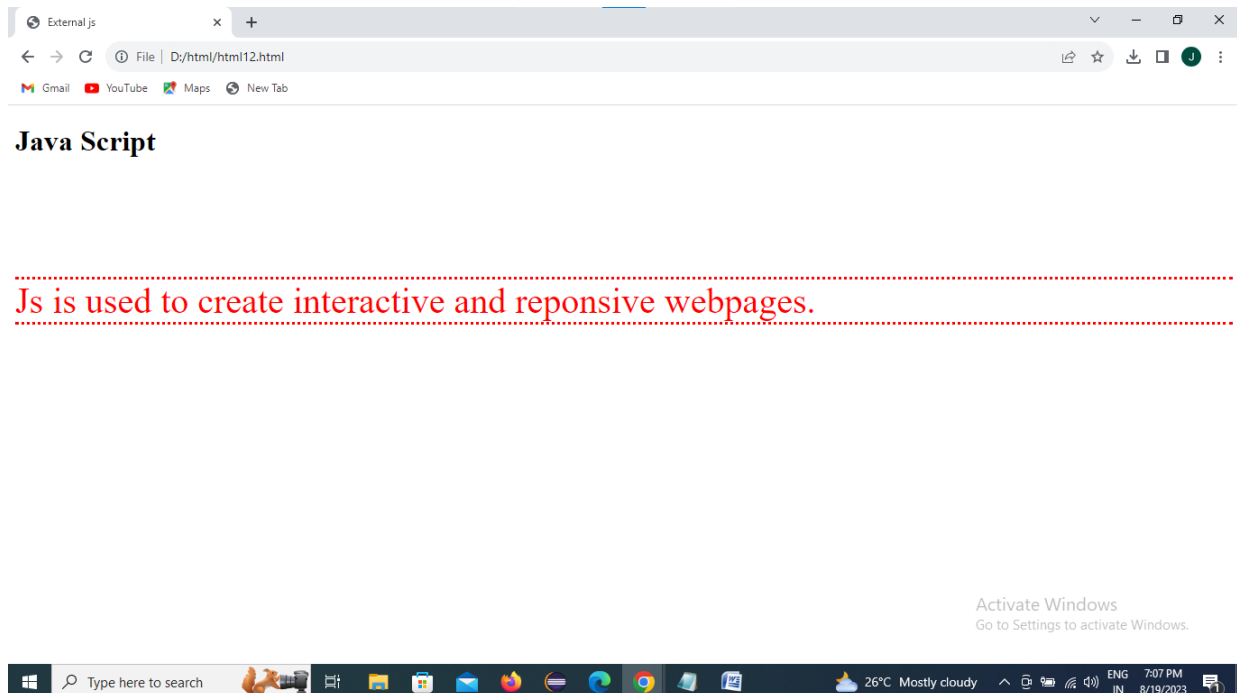 External js
File D:/html/html12.html
Gmail YouTube Maps New Tab
Java Script
Js is used to create interactive and reponsive webpages.
Activate Windows
Go to Settings to activate Windows.
Type here to search
26°C Mostly cloudy
ENG
IN
7:07 PM
8/19/2023
J